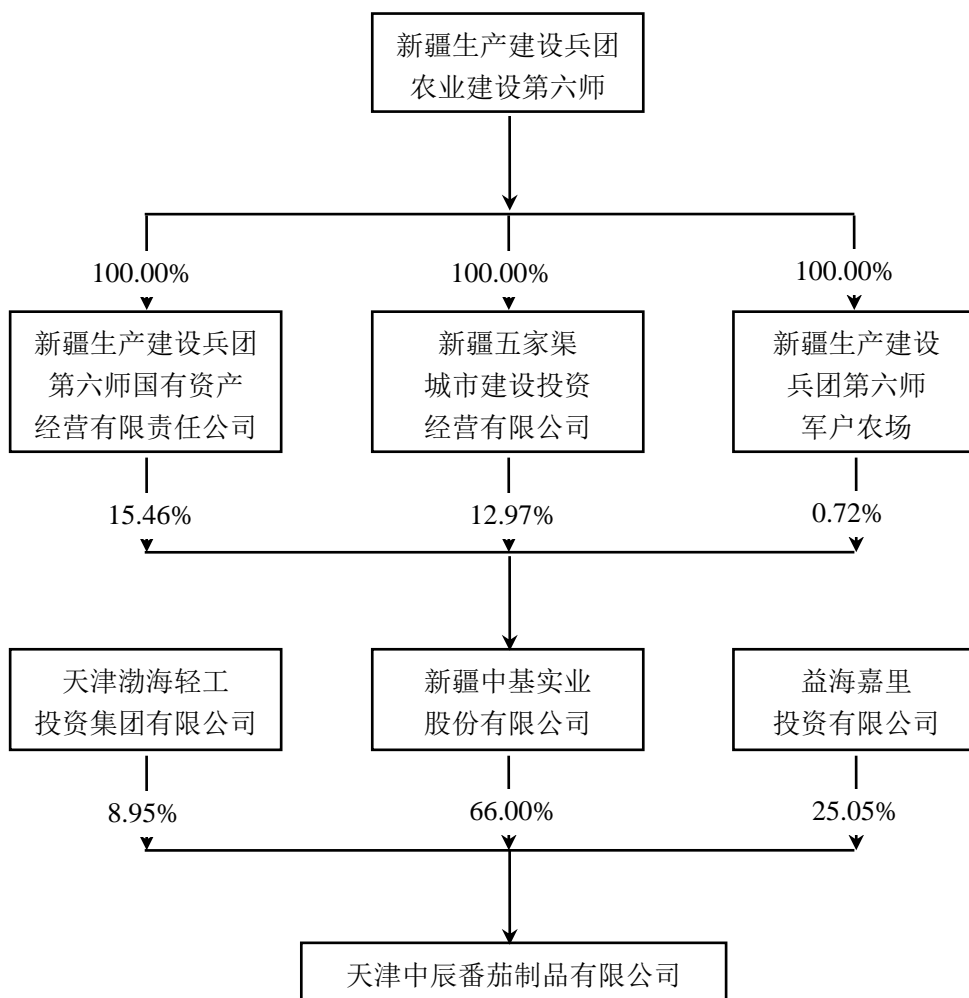 新疆生产建设兵团
农业建设第六师
100.00%
100.00%
100.00%
新疆生产建设兵团
第六师国有资产
经营有限责任公司
新疆五家渠
城市建设投资
经营有限公司
新疆生产建设
兵团第六师
军户农场
15.46%
12.97%
0.72%
天津渤海轻工
投资集团有限公司
新疆中基实业
股份有限公司
益海嘉里
投资有限公司
8.95%
66.00%
25.05%
天津中辰番茄制品有限公司